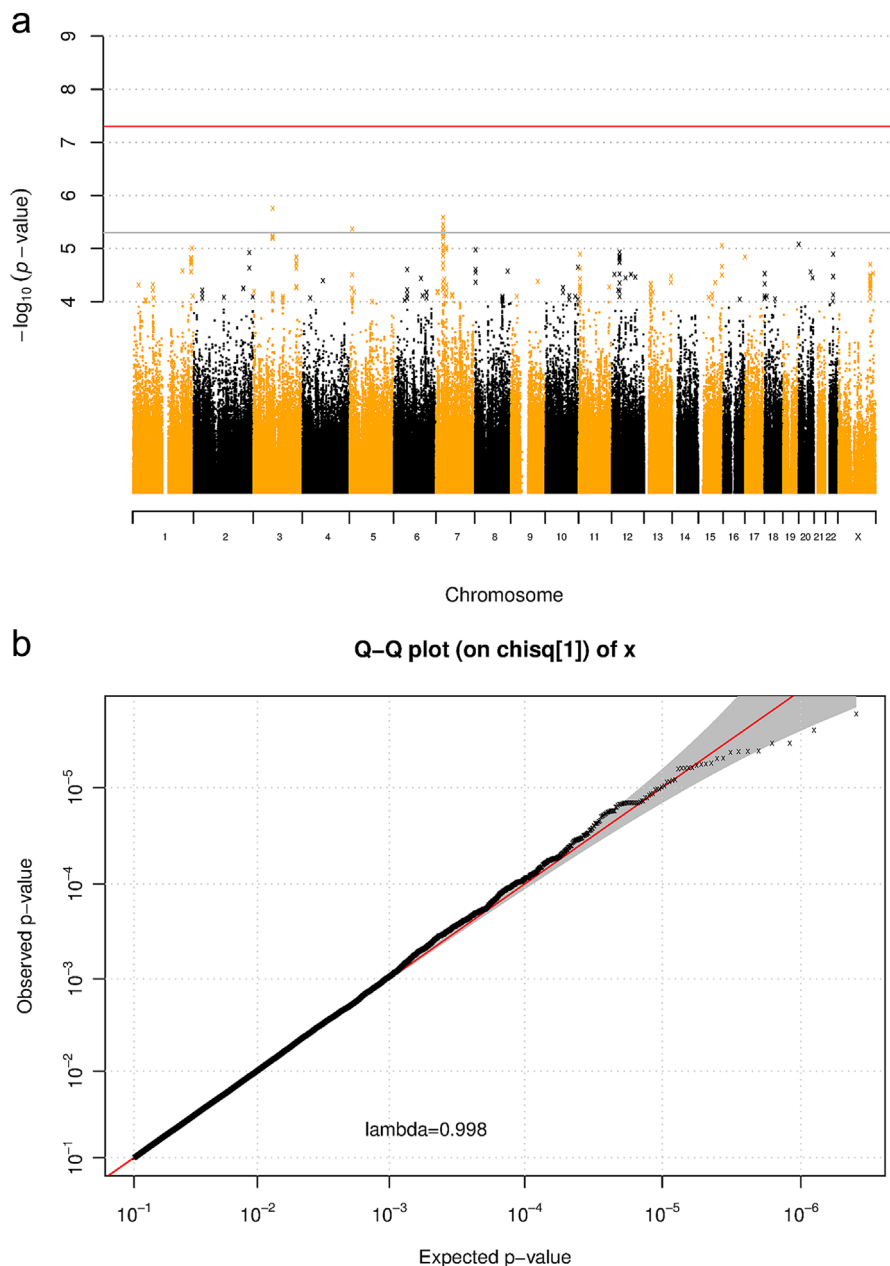 a
9
8
7
6
5
4
−log₁₀ (p − value)
1 2 3 4 5 6 7 8 9 10 11 12 13 14 15 16 17 18 19 20 21 22 X
Chromosome
b
Q−Q plot (on chisq[1]) of x
10⁻⁵
10⁻⁴
10⁻³
10⁻²
10⁻¹
Observed p−value
lambda=0.998
10⁻¹ 10⁻² 10⁻³ 10⁻⁴ 10⁻⁵ 10⁻⁶
Expected p−value